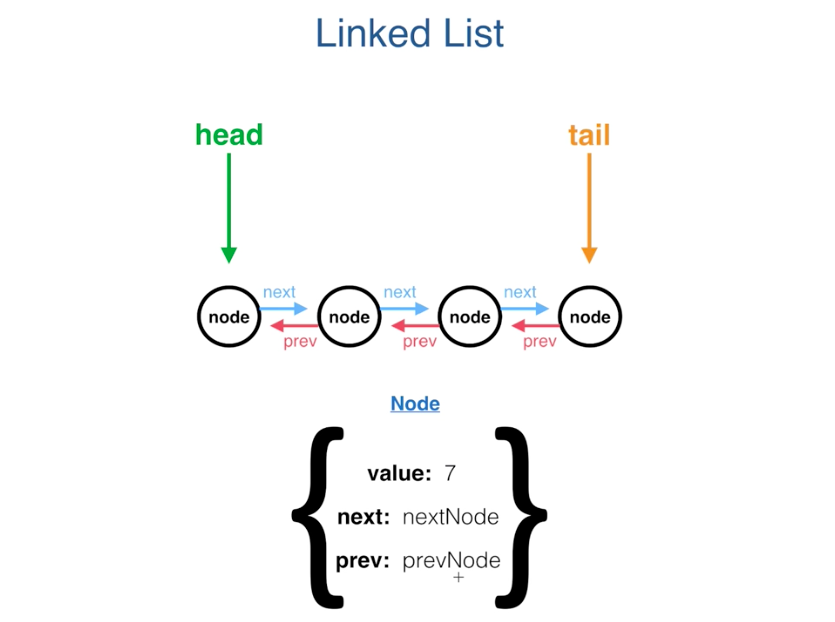 Linked List
head tail
next next next
node node node node
prev prev prev
Node
{ value: 7
next: nextNode
prev: prevNode }